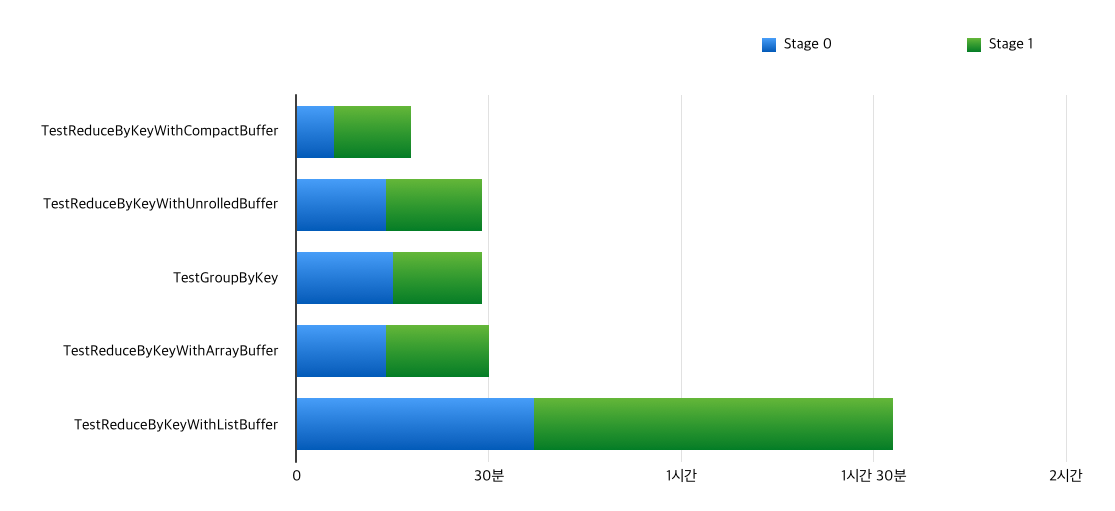 Stage 0
Stage 1
TestReduceByKeyWithCompactBuffer
TestReduceByKeyWithUnrolledBuffer
TestGroupByKey
TestReduceByKeyWithArrayBuffer
TestReduceByKeyWithListBuffer
0 30분 1시간 1시간 30분 2시간